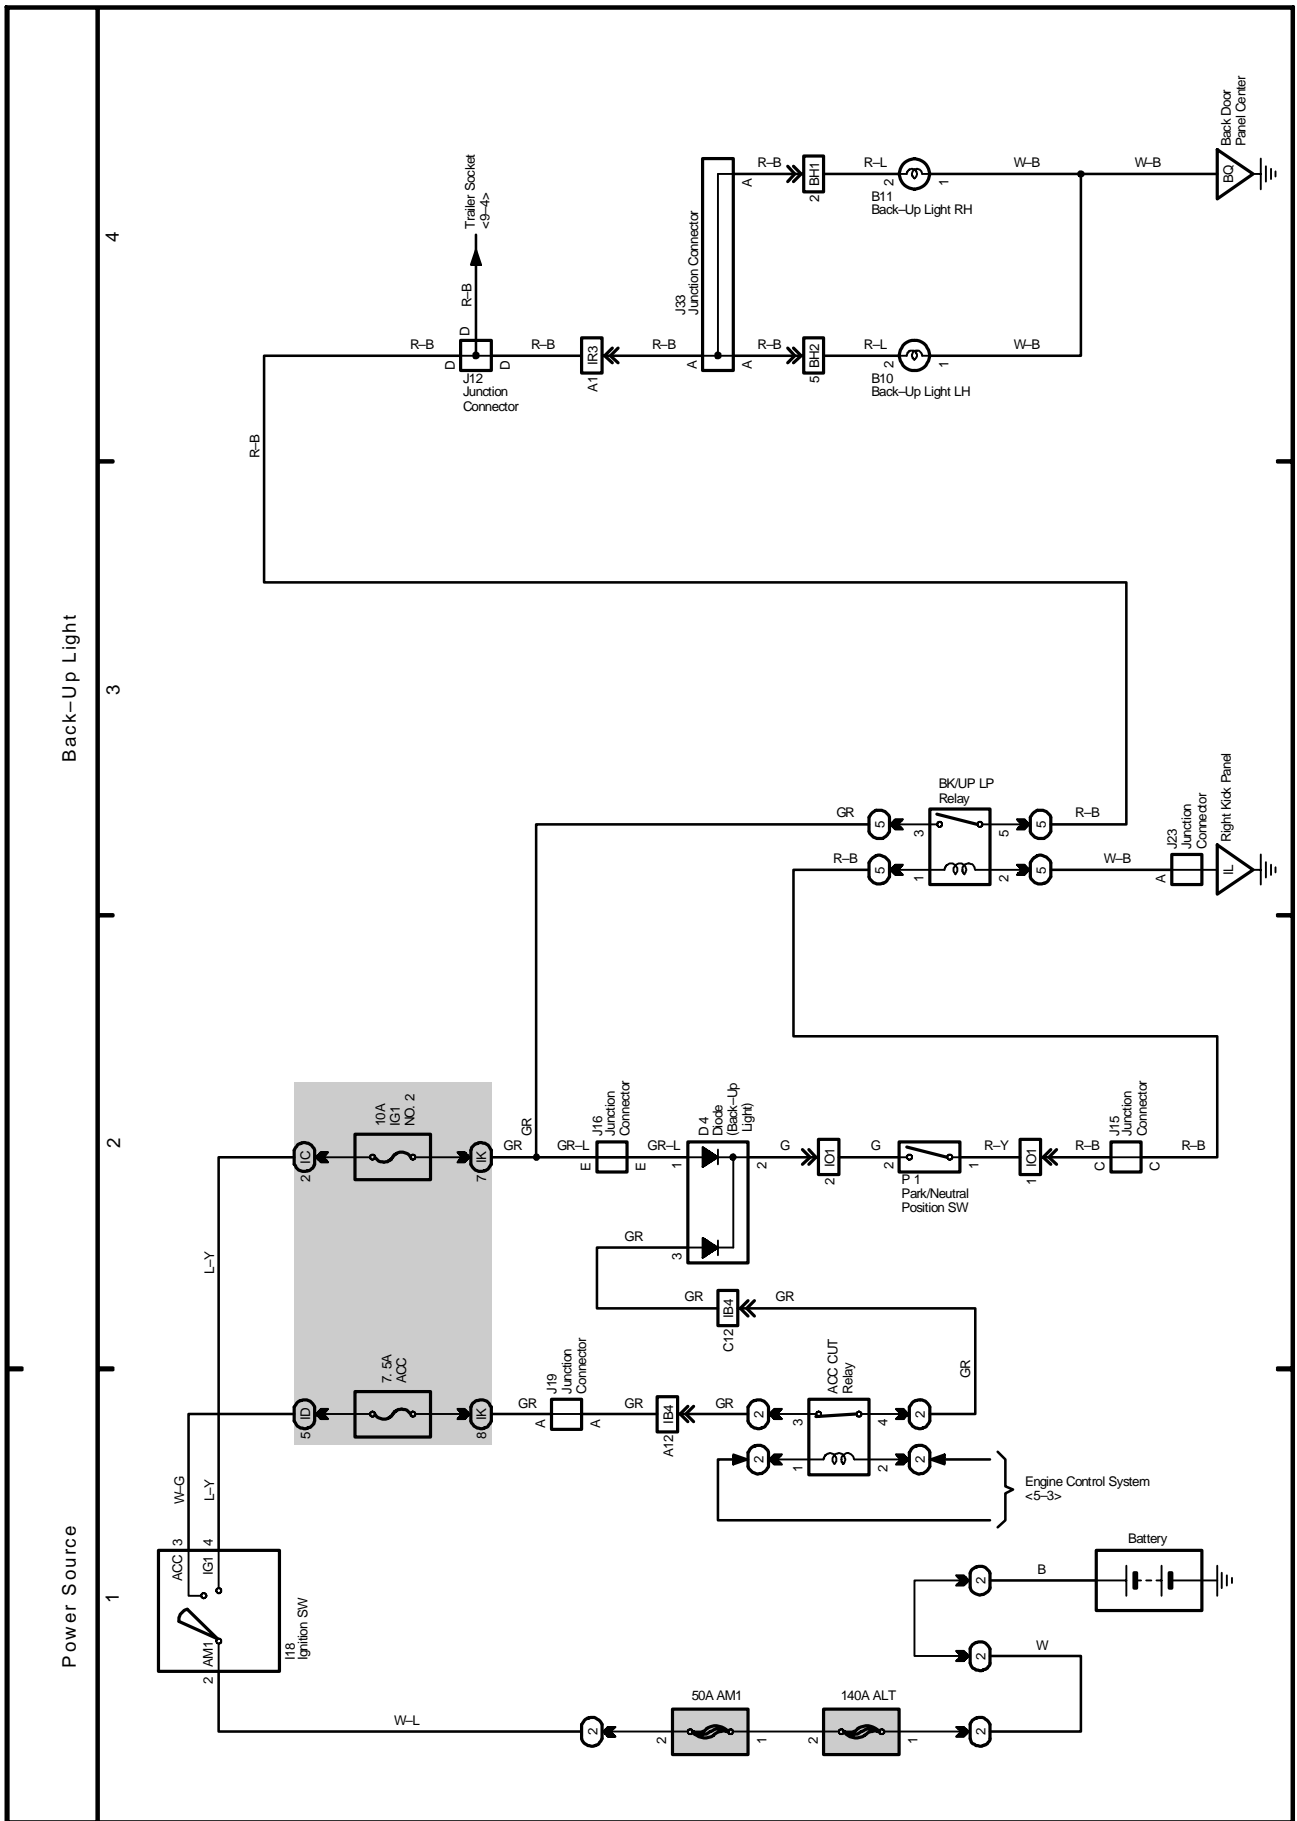 Power Source
Back–Up Light
1
2
3
4
I18
Ignition SW
ACC
IG1
AM1
3
4
2
W–G
L–Y
L–Y
W–L
2
50A AM1
2
1
140A ALT
2
1
2
W
2
2
B
Battery
5
ID
7. 5A
ACC
8
IK
GR
A
J19
Junction
Connector
A
GR
A12
IB4
GR
2
3
ACC CUT
Relay
4
2
2
1
2
2
Engine Control System
<5–3>
GR
GR
C12
IB4
GR
GR
2
IC
10A
IG1
NO. 2
7
IK
GR
GR
GR–L
E
J16
Junction
Connector
E
GR–L
1
3
D 4
Diode
(Back–Up
Light)
2
G
2
IO1
G
2
P 1
Park/Neutral
Position SW
1
R–Y
1
IO1
R–B
C
J15
Junction
Connector
C
R–B
GR
5
3
BK/UP LP
Relay
5
5
R–B
R–B
5
1
2
5
W–B
A
J23
Junction
Connector
IL
Right Kick Panel
R–B
R–B
D
D
D
J12
Junction
Connector
R–B
Trailer Socket
<9–4>
R–B
A1
IR3
R–B
A
J33
Junction Connector
A
A
R–B
5
BH2
R–L
2
B10
Back–Up Light LH
1
W–B
R–B
2
BH1
R–L
2
B11
Back–Up Light RH
1
W–B
W–B
BQ
Back Door
Panel Center